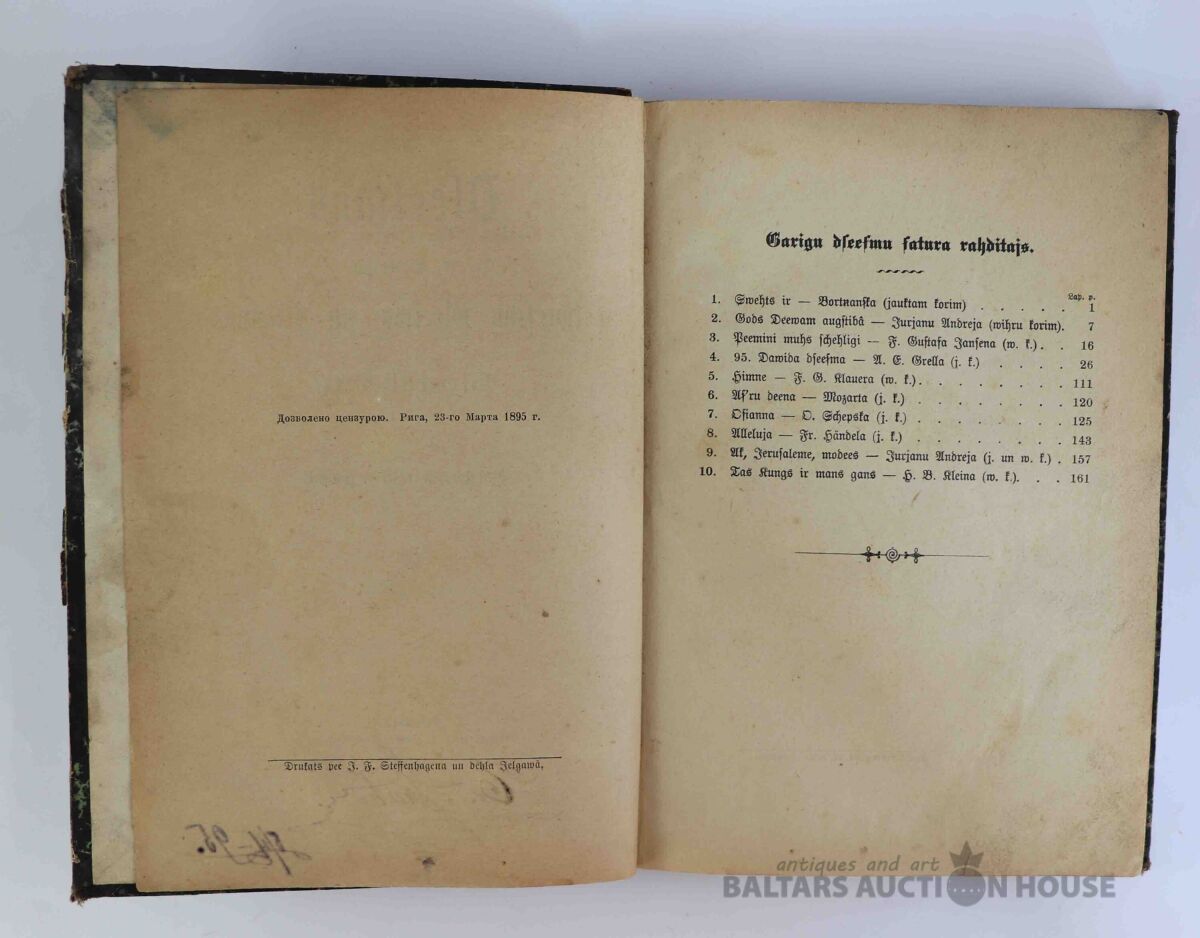 Дозволено цензурою. Рига, 23-го Марта 1895 г.
Drukats pee J. F. Steffenhagena un dehla Jelgawâ.
Garigu dſeeſmu ſatura rahditajs.
Lap. p.
1. Swehts ir — Bortnanſka (jauktam korim) . . . . . 1
2. Gods Deewam augſtibâ — Jurjanu Andreja (wihru korim). 7
3. Peemini muhs ſchehligi — F. Guſtafa Janſena (w. k.) . . 16
4. 95. Dawida dſeeſma — A. E. Grella (j. k.) . . . . 26
5. Himne — F. G. Klauera (w. k.) . . . . . . . . 111
6. Aſ'ru deena — Mozarta (j. k.) . . . . . . . . 120
7. Oſianna — O. Schepſka (j. k.) . . . . . . . . 125
8. Alleluja — Fr. Händela (j. k.) . . . . . . . . 143
9. Ak, Jeruſaleme, modees — Jurjanu Andreja (j. un w. k.) . 157
10. Tas Kungs ir mans gans — H. B. Kleina (w. k.). . . 161
antiques and art
BALTARS AUCTION HOUSE